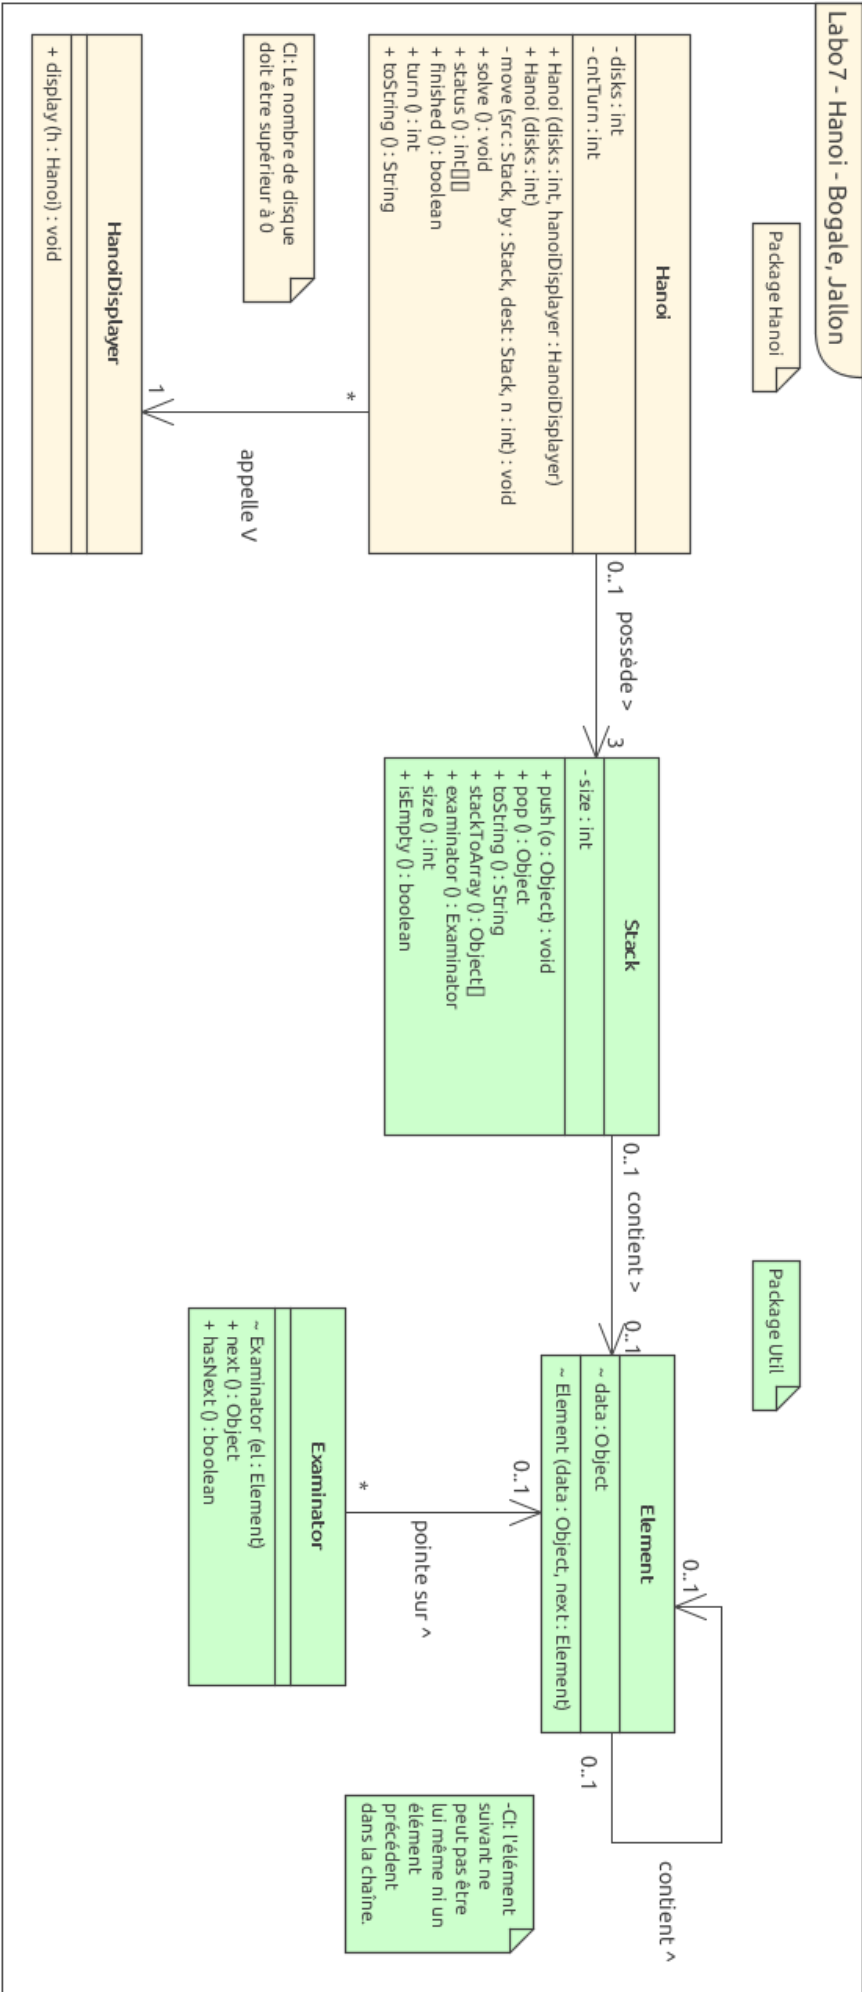 Labo7 - Hanoi - Bogale, Jallon
Package Hanoi
Package Util
Hanoi
- disks : int
- cntTurn : int
+ Hanoi (disks : int, hanoiDisplayer : HanoiDisplayer)
+ Hanoi (disks : int)
- move (src : Stack, by : Stack, dest : Stack, n : int) : void
+ solve () : void
+ status () : int[][]
+ finished () : boolean
+ turn () : int
+ toString () : String
0..1
possède >
3
Stack
- size : int
+ push (o : Object) : void
+ pop () : Object
+ toString () : String
+ stackToArray () : Object[]
+ examinator () : Examinator
+ size () : int
+ isEmpty () : boolean
0..1
contient >
0..1
Element
~ data : Object
~ Element (data : Object, next : Element)
0..1
0..1
contient ^
CI: Le nombre de disque
doit être supérieur à 0
*
appelle V
1
HanoiDisplayer
+ display (h : Hanoi) : void
0..1
pointe sur ^
*
Examinator
~ Examinator (el : Element)
+ next () : Object
+ hasNext () : boolean
-CI: l'élément
suivant ne
peut pas être
lui même ni un
élément
précédent
dans la chaîne.